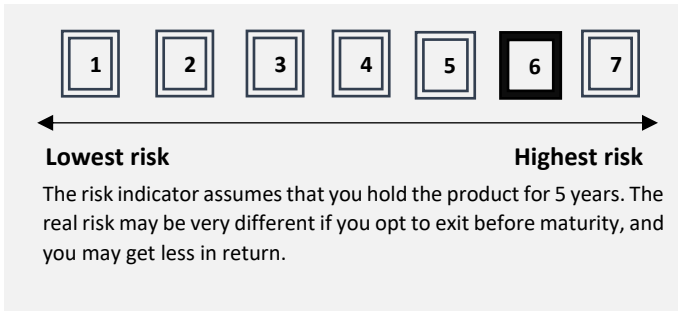 1 2 3 4 5 6 7
Lowest risk Highest risk
The risk indicator assumes that you hold the product for 5 years. The
real risk may be very different if you opt to exit before maturity, and
you may get less in return.